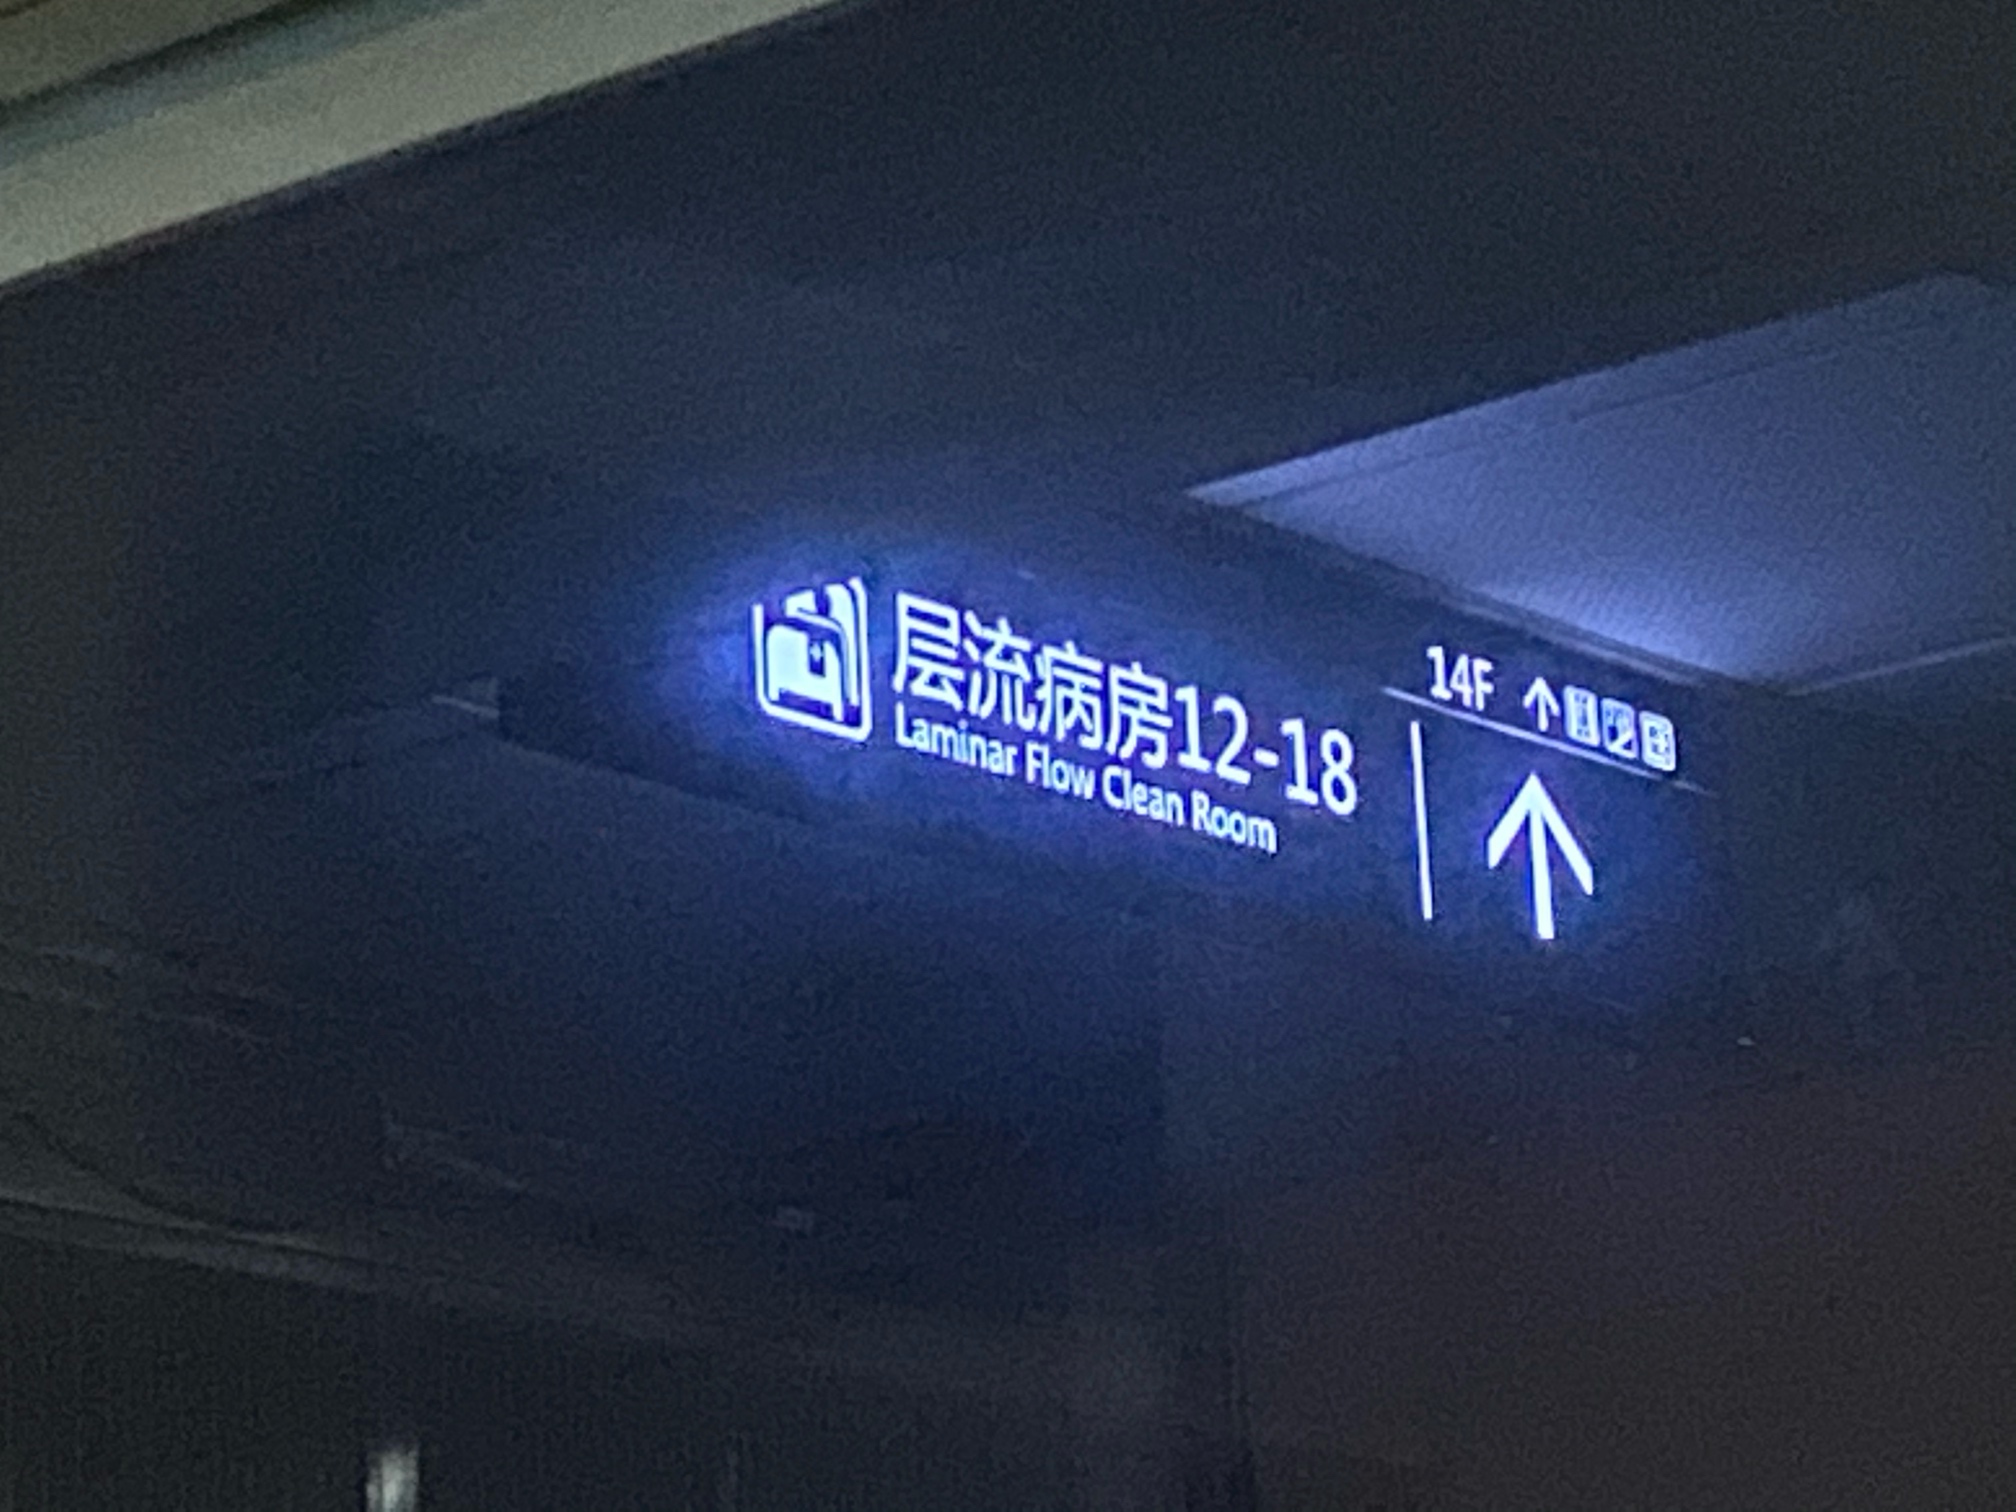 14F
层流病房12-18
Laminar Flow Clean Room